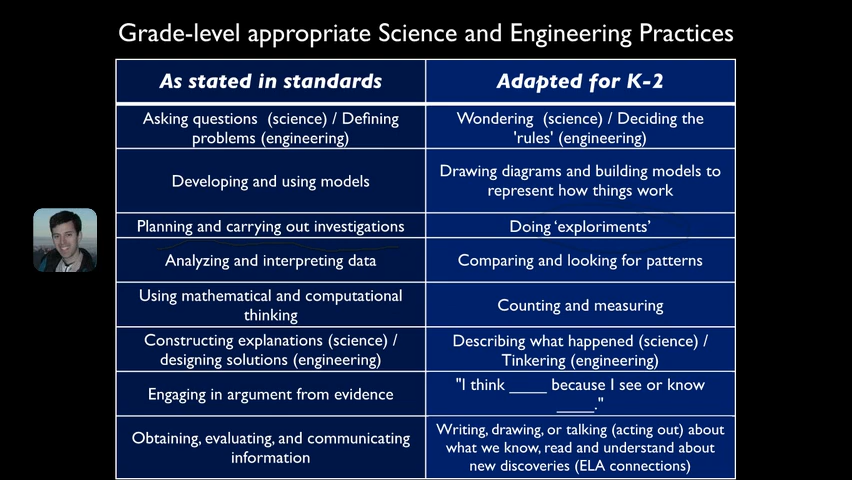 Grade-level appropriate Science and Engineering Practices
As stated in standards
Adapted for K-2
Asking questions (science) / Defining
problems (engineering)
Wondering (science) / Deciding the
'rules' (engineering)
Developing and using models
Drawing diagrams and building models to
represent how things work
Planning and carrying out investigations
Doing ‘exploriments’
Analyzing and interpreting data
Comparing and looking for patterns
Using mathematical and computational
thinking
Counting and measuring
Constructing explanations (science) /
designing solutions (engineering)
Describing what happened (science) /
Tinkering (engineering)
Engaging in argument from evidence
"I think ____ because I see or know
____."
Obtaining, evaluating, and communicating
information
Writing, drawing, or talking (acting out) about
what we know, read and understand about
new discoveries (ELA connections)